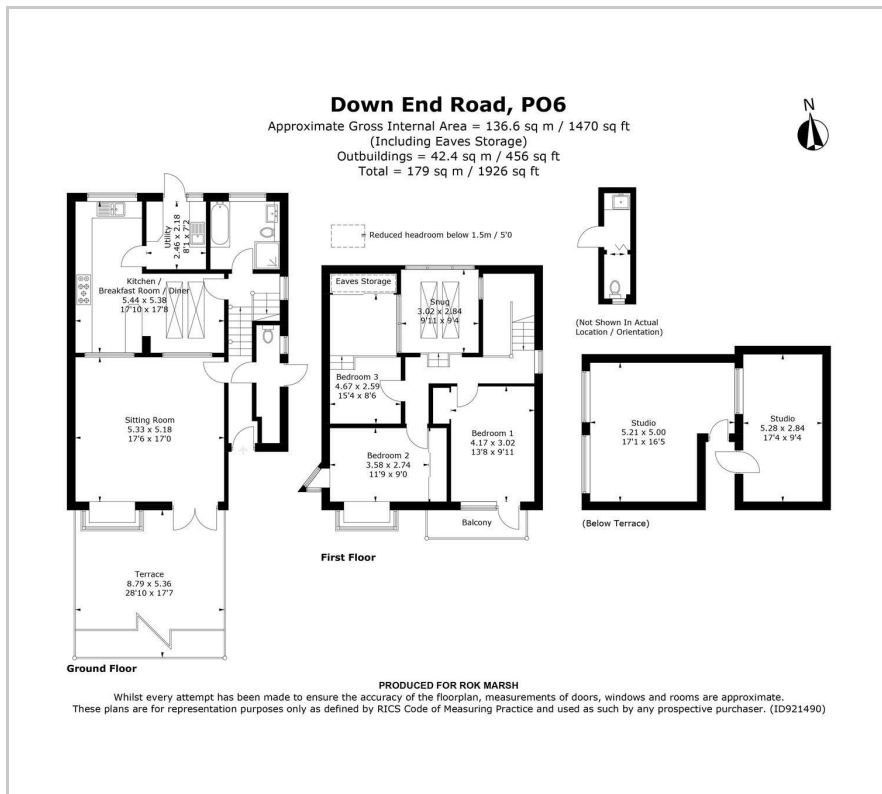 Down End Road, PO6
Approximate Gross Internal Area = 136.6 sq m / 1470 sq ft
(Including Eaves Storage)
Outbuildings = 42.4 sq m / 456 sq ft
Total = 179 sq m / 1926 sq ft
N
Utility
2.46 x 2.18
8'1 x 7'2
Kitchen /
Breakfast Room / Diner
5.44 x 5.38
17'10 x 17'8
Sitting Room
5.33 x 5.18
17'6 x 17'0
Terrace
8.79 x 5.36
28'10 x 17'7
Ground Floor
= Reduced headroom below 1.5m / 5'0
Eaves Storage
Snug
3.02 x 2.84
9'11 x 9'4
Bedroom 3
4.67 x 2.59
15'4 x 8'6
Bedroom 1
4.17 x 3.02
13'8 x 9'11
Bedroom 2
3.58 x 2.74
11'9 x 9'0
Balcony
First Floor
(Not Shown In Actual
Location / Orientation)
Studio
5.21 x 5.00
17'1 x 16'5
Studio
5.28 x 2.84
17'4 x 9'4
(Below Terrace)
PRODUCED FOR ROK MARSH
Whilst every attempt has been made to ensure the accuracy of the floorplan, measurements of doors, windows and rooms are approximate.
These plans are for representation purposes only as defined by RICS Code of Measuring Practice and used as such by any prospective purchaser. (ID921490)